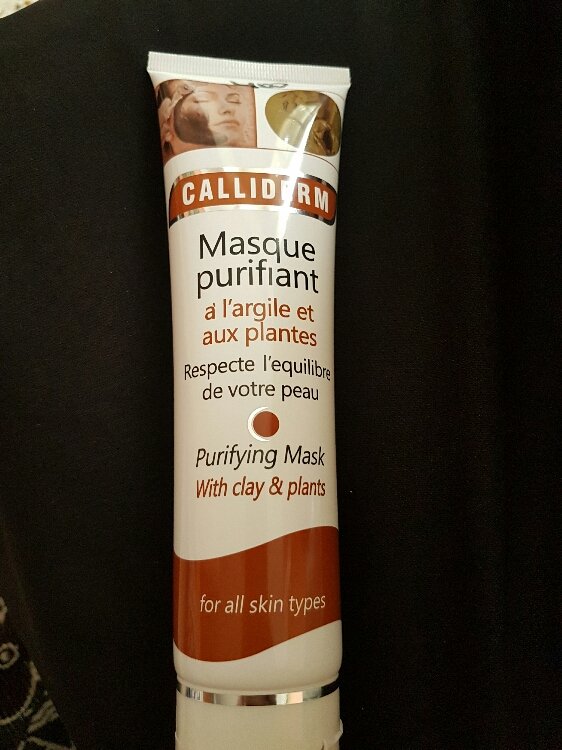 CALLIDERM
Masque
purifiant
à l'argile et
aux plantes
Respecte l'equilibre
de votre peau
Purifying Mask
With clay & plants
for all skin types